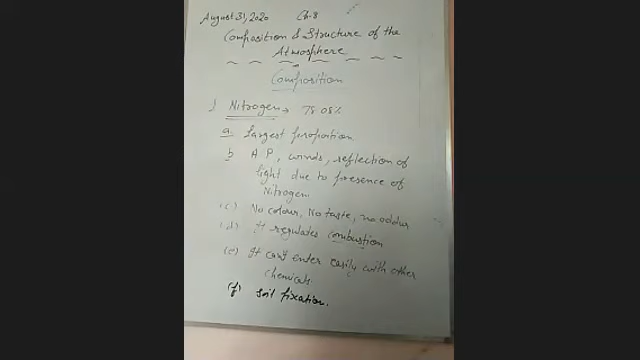 August 31, 2020 Ch-8
Composition & Structure of the
Atmosphere
Composition
1) Nitrogen → 78.08%
a. largest proportion
b A P, winds, reflection of
light due to presence of
Nitrogen
(c) No colour, No taste, no odour
(d) It regulates combustion
(e) It can't enter easily with other
chemicals
(f) Soil fixation.